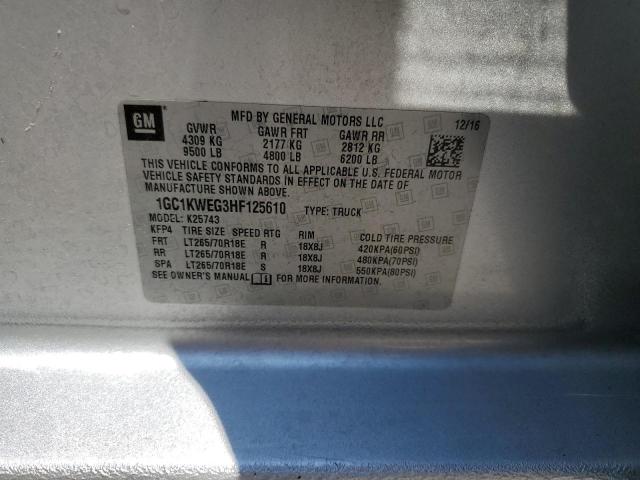 GM
MFD BY GENERAL MOTORS LLC 12/16
GVWR GAWR FRT GAWR RR
4309 KG 2177 KG 2812 KG
9500 LB 4800 LB 6200 LB
THIS VEHICLE CONFORMS TO ALL APPLICABLE U.S. FEDERAL MOTOR
VEHICLE SAFETY STANDARDS IN EFFECT ON THE DATE OF
MANUFACTURE SHOWN ABOVE.
1GC1KWEG3HF125610 TYPE: TRUCK
MODEL: K25743
KFP4 TIRE SIZE SPEED RTG RIM COLD TIRE PRESSURE
FRT LT265/70R18E R 18X8J 420KPA(60PSI)
RR LT265/70R18E R 18X8J 480KPA(70PSI)
SPA LT265/70R18E S 18X8J 550KPA(80PSI)
SEE OWNER'S MANUAL FOR MORE INFORMATION.